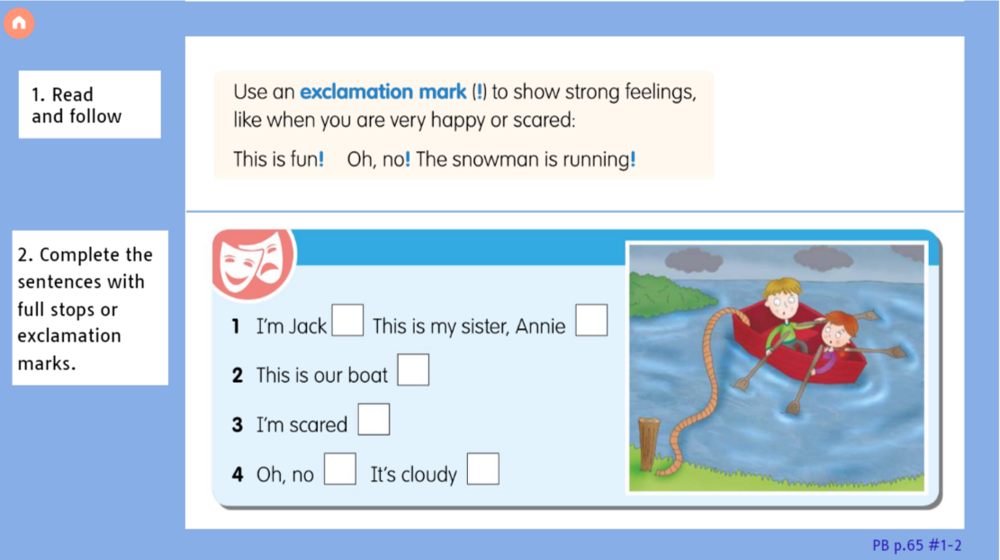 1. Read
and follow
Use an exclamation mark (!) to show strong feelings,
like when you are very happy or scared:
This is fun! Oh, no! The snowman is running!
2. Complete the
sentences with
full stops or
exclamation
marks.
1 I'm Jack This is my sister, Annie
2 This is our boat
3 I'm scared
4 Oh, no It's cloudy
PB p.65 #1-2